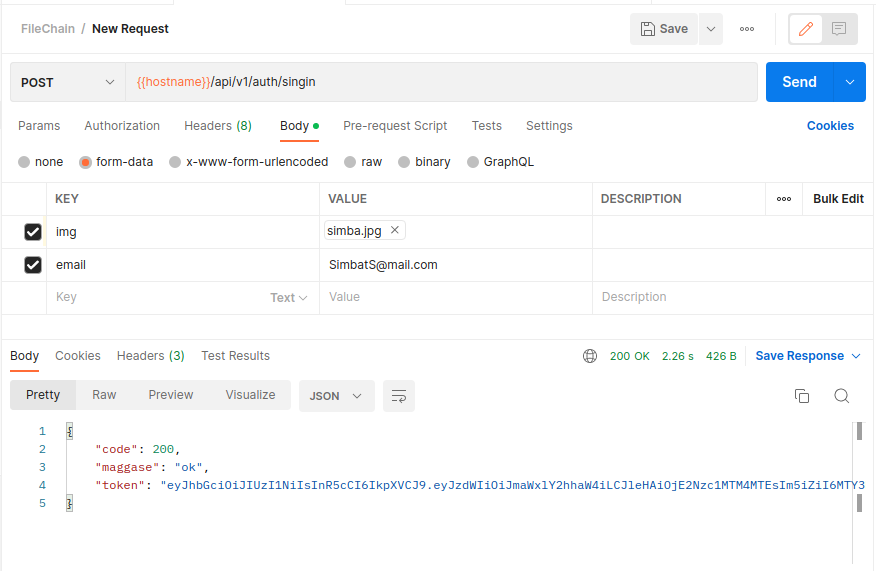 FileChain / New Request
Save
POST
{{hostname}}/api/v1/auth/singin
Send
Params Authorization Headers (8) Body Pre-request Script Tests Settings Cookies
none form-data x-www-form-urlencoded raw binary GraphQL
KEY VALUE DESCRIPTION Bulk Edit
img simba.jpg
email SimbatS@mail.com
Key Text Value Description
Body Cookies Headers (3) Test Results 200 OK 2.26 s 426 B Save Response
Pretty Raw Preview Visualize JSON
1 {
2 "code": 200,
3 "maggase": "ok",
4 "token": "eyJhbGciOiJIUzI1NiIsInR5cCI6IkpXVCJ9.eyJzdWIiOiJmaWxlY2hhaW4iLCJleHAiOjE2Nzc1MTM4MTEsIm5iZiI6MTY3
5 }